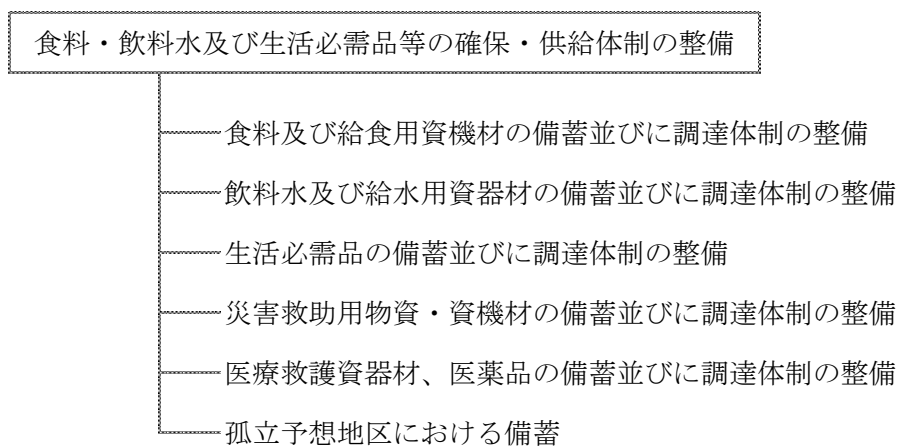 食料・飲料水及び生活必需品等の確保・供給体制の整備
食料及び給食用資機材の備蓄並びに調達体制の整備
飲料水及び給水用資器材の備蓄並びに調達体制の整備
生活必需品の備蓄並びに調達体制の整備
災害救助用物資・資機材の備蓄並びに調達体制の整備
医療救護資器材、医薬品の備蓄並びに調達体制の整備
孤立予想地区における備蓄